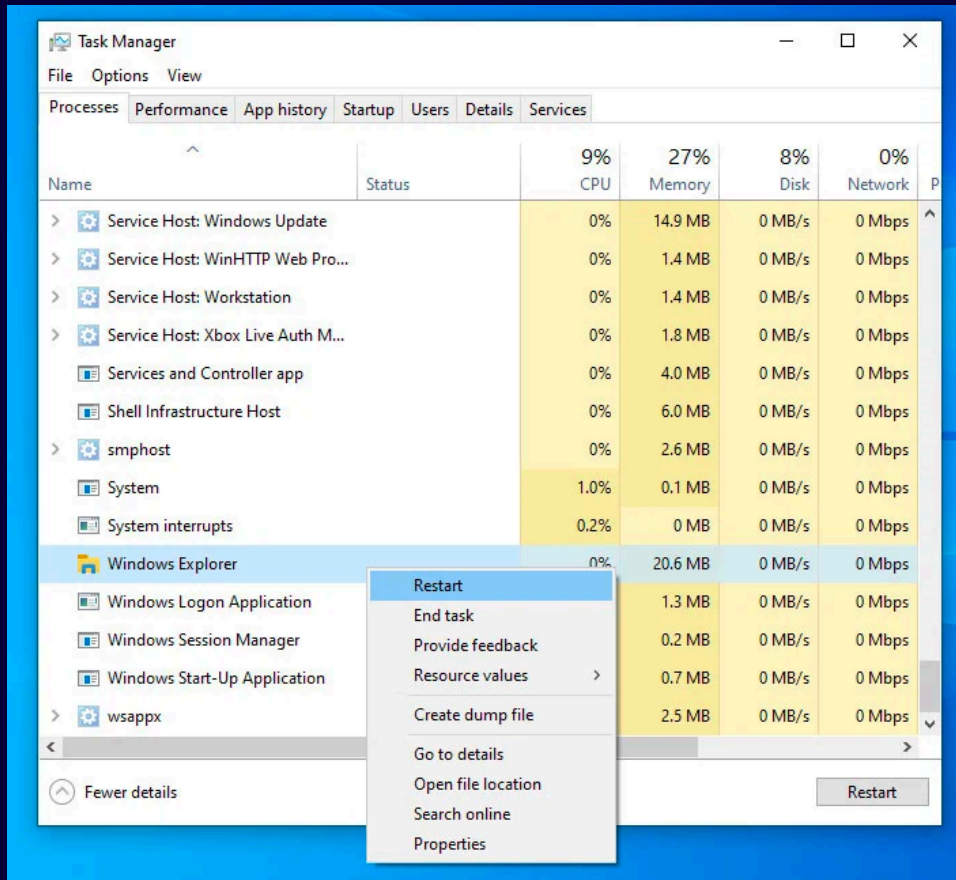 Task Manager
File Options View
Processes Performance App history Startup Users Details Services
9% 27% 8% 0%
Name Status CPU Memory Disk Network P
Service Host: Windows Update 0% 14.9 MB 0 MB/s 0 Mbps
Service Host: WinHTTP Web Pro... 0% 1.4 MB 0 MB/s 0 Mbps
Service Host: Workstation 0% 1.4 MB 0 MB/s 0 Mbps
Service Host: Xbox Live Auth M... 0% 1.8 MB 0 MB/s 0 Mbps
Services and Controller app 0% 4.0 MB 0 MB/s 0 Mbps
Shell Infrastructure Host 0% 6.0 MB 0 MB/s 0 Mbps
smphost 0% 2.6 MB 0 MB/s 0 Mbps
System 1.0% 0.1 MB 0 MB/s 0 Mbps
System interrupts 0.2% 0 MB 0 MB/s 0 Mbps
Windows Explorer 0% 20.6 MB 0 MB/s 0 Mbps
Windows Logon Application 1.3 MB 0 MB/s 0 Mbps
Windows Session Manager 0.2 MB 0 MB/s 0 Mbps
Windows Start-Up Application 0.7 MB 0 MB/s 0 Mbps
wsappx 2.5 MB 0 MB/s 0 Mbps
Restart
End task
Provide feedback
Resource values
Create dump file
Go to details
Open file location
Search online
Properties
Fewer details Restart